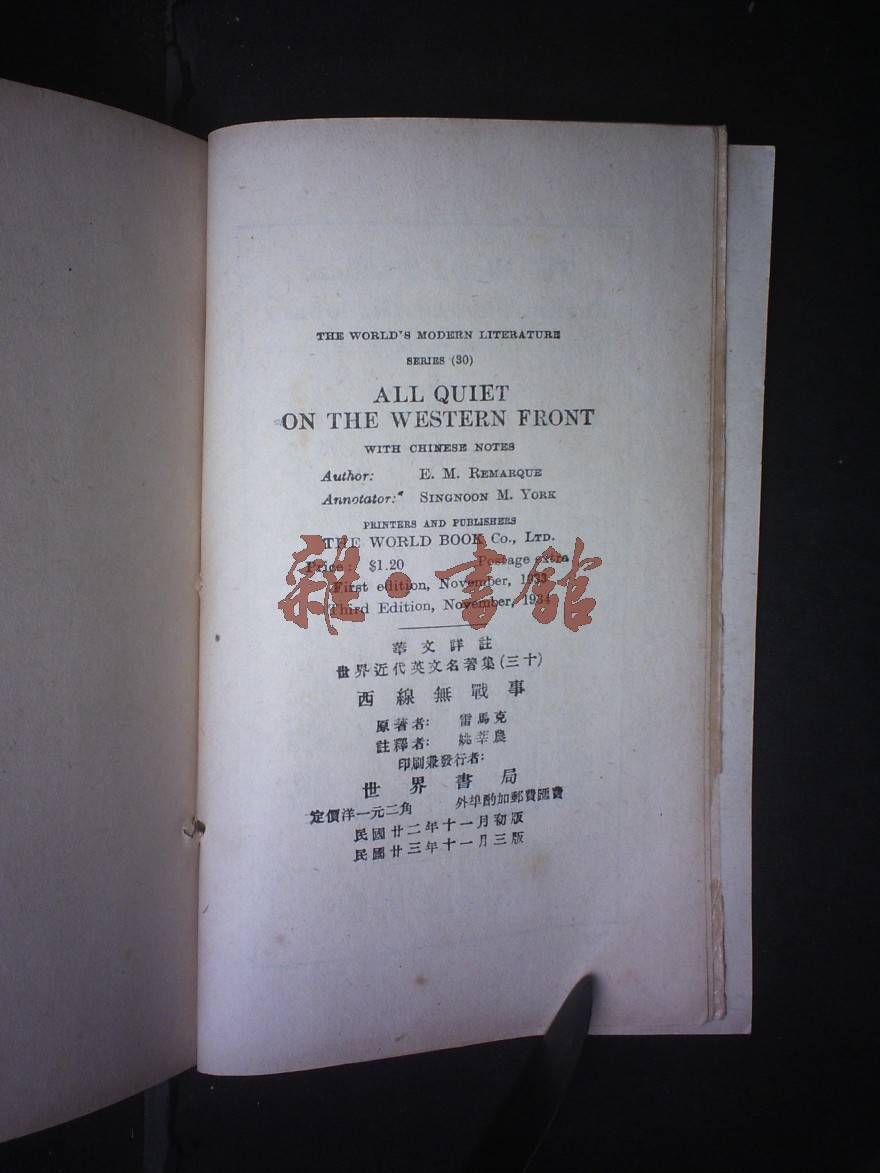 THE WORLD'S MODERN LITERATURE
SERIES (30)
ALL QUIET
ON THE WESTERN FRONT
WITH CHINESE NOTES
Author: E. M. REMARQUE
Annotator: SINGNOON M. YORK
PRINTERS AND PUBLISHERS
THE WORLD BOOK Co., LTD.
Price: $1.20 Postage extra
First edition, November, 1933
Third Edition, November, 1934
雜·書館
華文詳註
世界近代英文名著集(三十)
西線無戰事
原著者: 雷馬克
註釋者: 姚莘農
印刷兼發行者:
世界書局
定價洋一元二角 外埠酌加郵費匯費
民國廿二年十一月初版
民國廿三年十一月三版